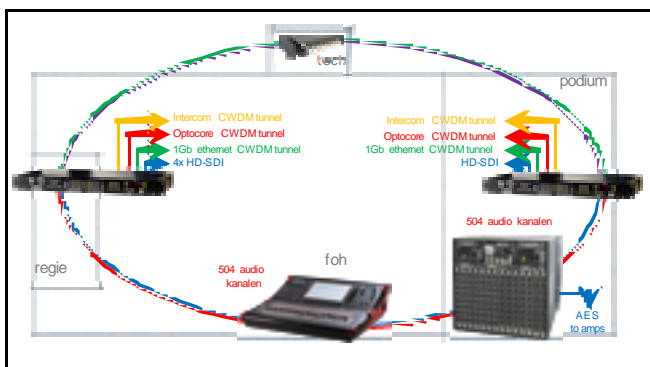 tech
podium
Intercom CWDM tunnel
Optocore CWDM tunnel
1Gb ethernet CWDM tunnel
4x HD-SDI
Intercom CWDM tunnel
Optocore CWDM tunnel
1Gb ethernet CWDM tunnel
HD-SDI
regie
504 audio
kanalen
foh
504 audio kanalen
AES
to amps